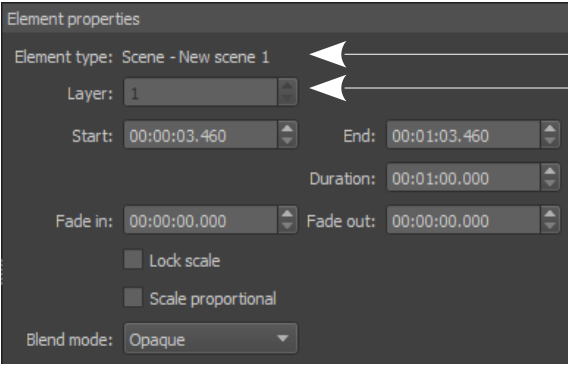 Element properties
Element type: Scene - New scene 1
Layer: 1
Start: 00:00:03.460 End: 00:01:03.460
Duration: 00:01:00.000
Fade in: 00:00:00.000 Fade out: 00:00:00.000
Lock scale
Scale proportional
Blend mode: Opaque